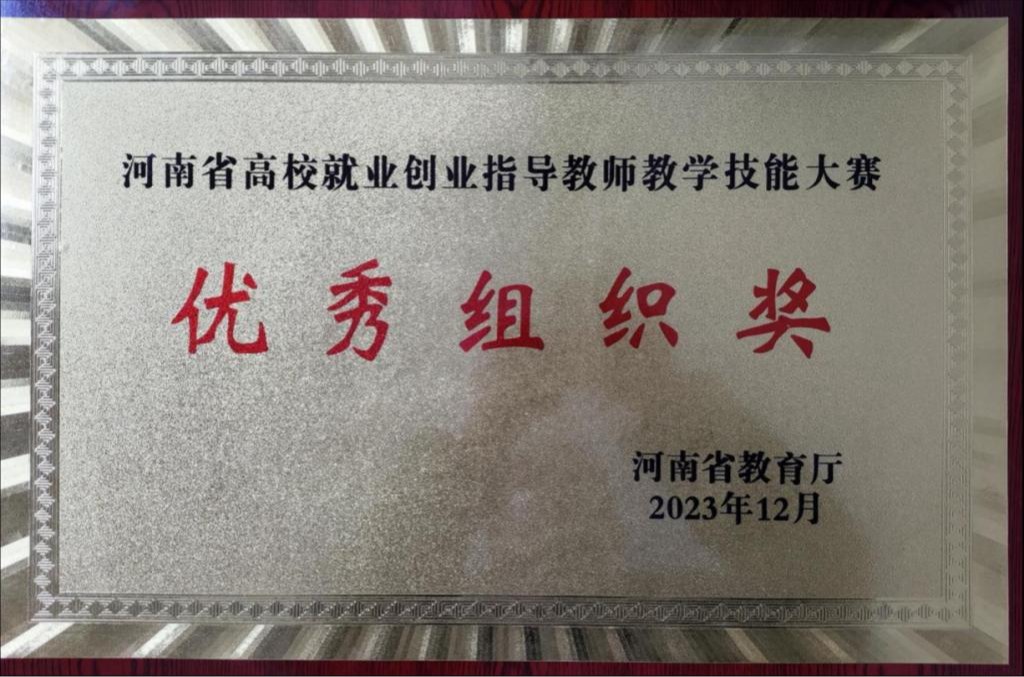 河南省高校就业创业指导教师教学技能大赛
优秀组织奖
河南省教育厅
2023年12月